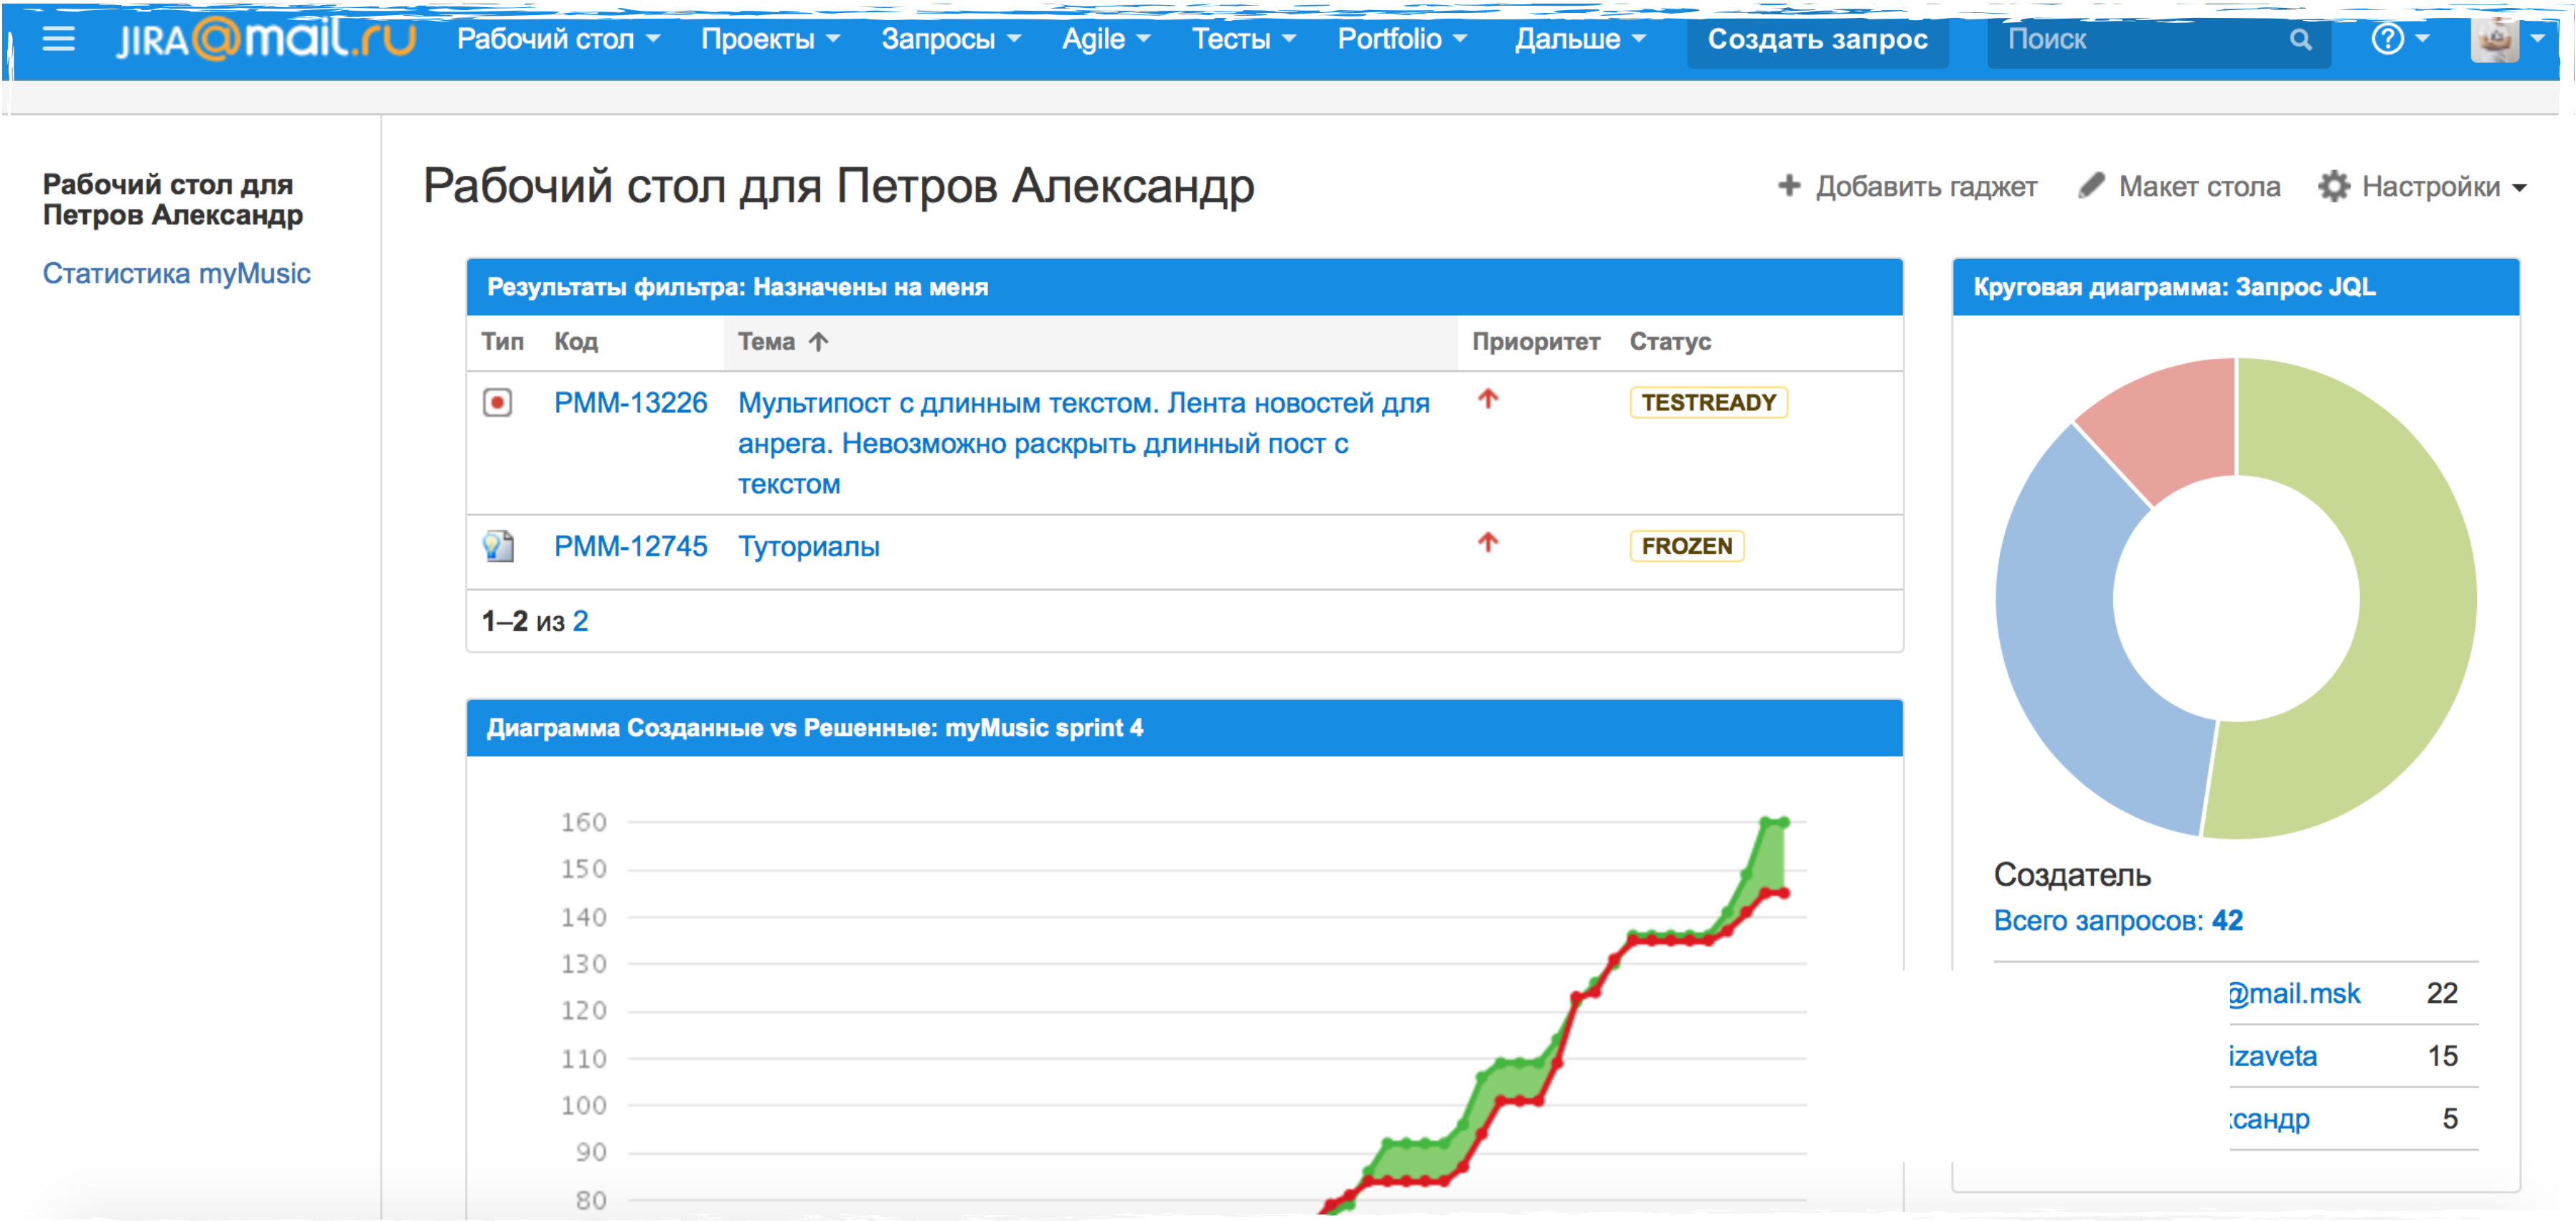 JIRA@mail.ru Рабочий стол Проекты Запросы Agile Тесты Portfolio Дальше Создать запрос Поиск
Рабочий стол для
Петров Александр
Статистика myMusic
Рабочий стол для Петров Александр
Добавить гаджет Макет стола Настройки
Результаты фильтра: Назначены на меня
Тип Код Тема Приоритет Статус
PMM-13226 Мультипост с длинным текстом. Лента новостей для TESTREADY
анрега. Невозможно раскрыть длинный пост с
текстом
PMM-12745 Туториалы FROZEN
1–2 из 2
Диаграмма Созданные vs Решенные: myMusic sprint 4
160
150
140
130
120
110
100
90
80
Круговая диаграмма: Запрос JQL
Создатель
Всего запросов: 42
@mail.msk 22
izaveta 15
ксандр 5